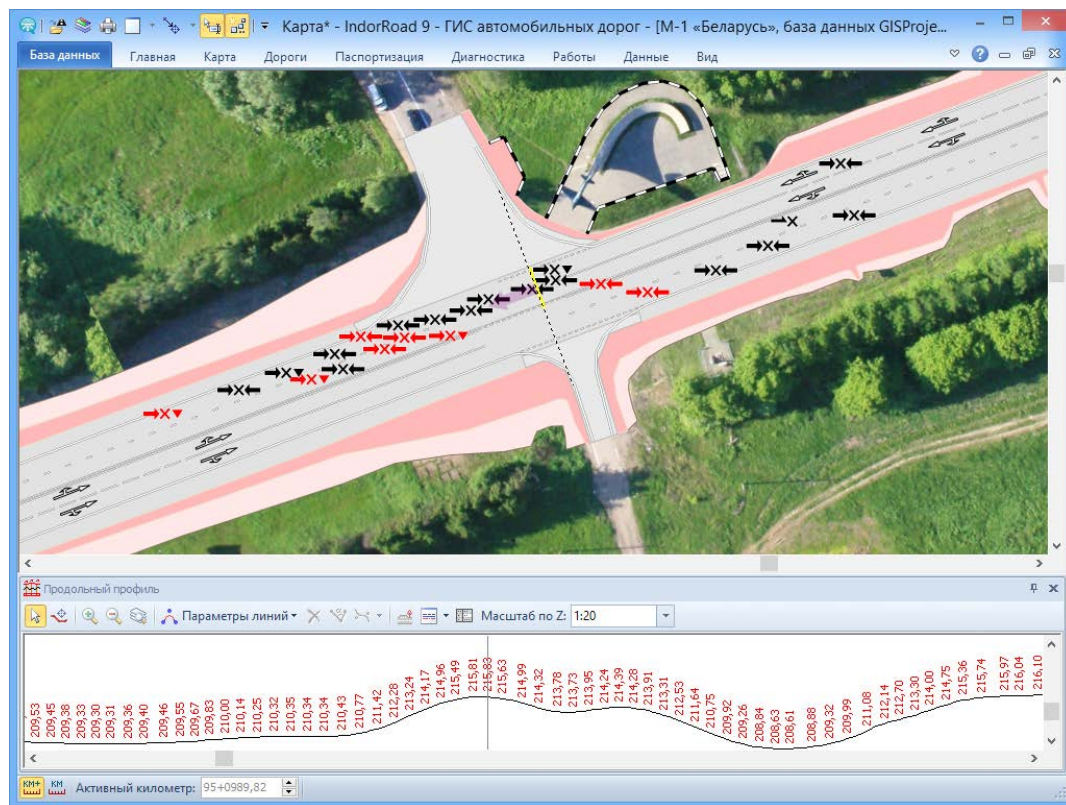 Карта* - IndorRoad 9 - ГИС автомобильных дорог - [М-1 «Беларусь», база данных GISProje...
База данных Главная Карта Дороги Паспортизация Диагностика Работы Данные Вид
Продольный профиль
Параметры линий Масштаб по Z: 1:20
209,53 209,45 209,38 209,33 209,30 209,31 209,36 209,40 209,46 209,55 209,67 209,83 210,00 210,14 210,25 210,32 210,35 210,34 210,34 210,43 210,77 211,42 212,28 213,24 214,17 214,96 215,49 215,81 215,83 215,63 214,99 214,32 213,78 213,73 213,95 214,24 214,39 214,28 213,91 213,31 212,53 211,64 210,75 209,92 209,26 208,84 208,63 208,61 208,88 209,32 209,99 211,08 212,14 212,70 213,30 214,00 214,75 215,36 215,74 215,97 216,04 216,10
КМ+ КМ Активный километр: 95+0989,82